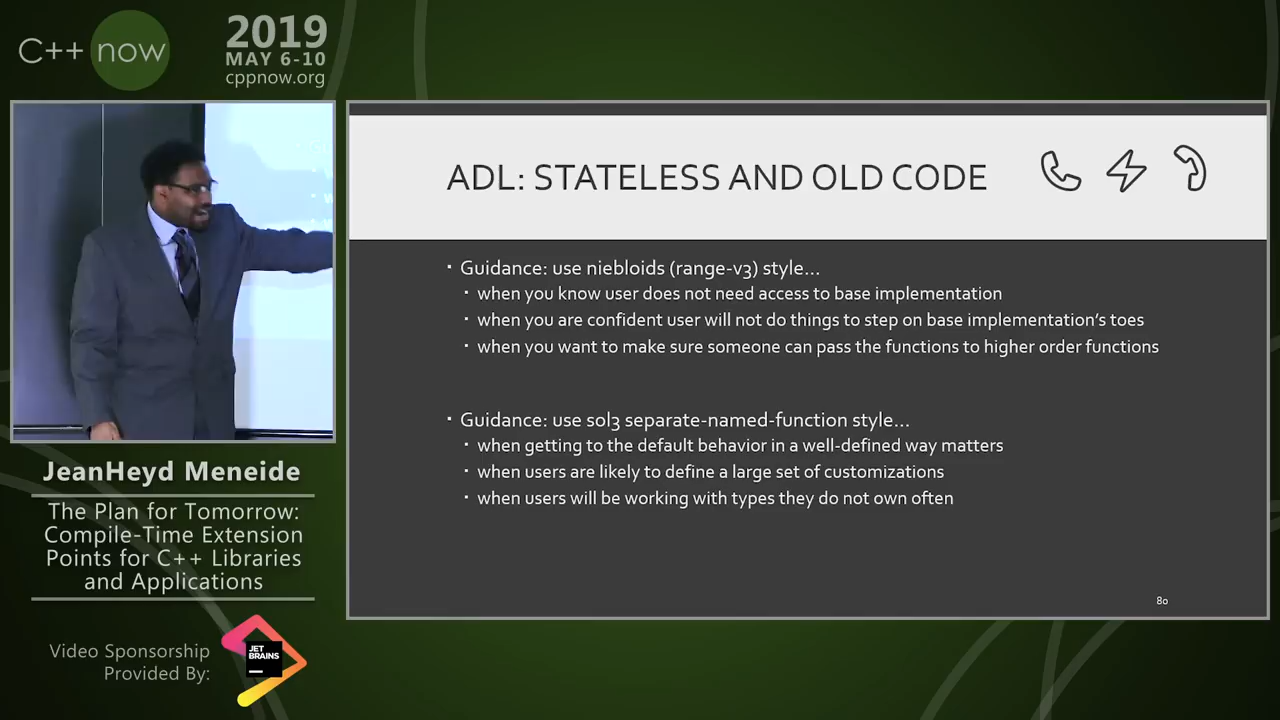 C++ now
2019
MAY 6-10
cppnow.org
ADL: STATELESS AND OLD CODE
▪ Guidance: use niebloids (range-v3) style…
▪ when you know user does not need access to base implementation
▪ when you are confident user will not do things to step on base implementation's toes
▪ when you want to make sure someone can pass the functions to higher order functions
▪ Guidance: use sol3 separate-named-function style…
▪ when getting to the default behavior in a well-defined way matters
▪ when users are likely to define a large set of customizations
▪ when users will be working with types they do not own often
80
JeanHeyd Meneide
The Plan for Tomorrow:
Compile-Time Extension
Points for C++ Libraries
and Applications
Video Sponsorship
Provided By:
JET
BRAINS